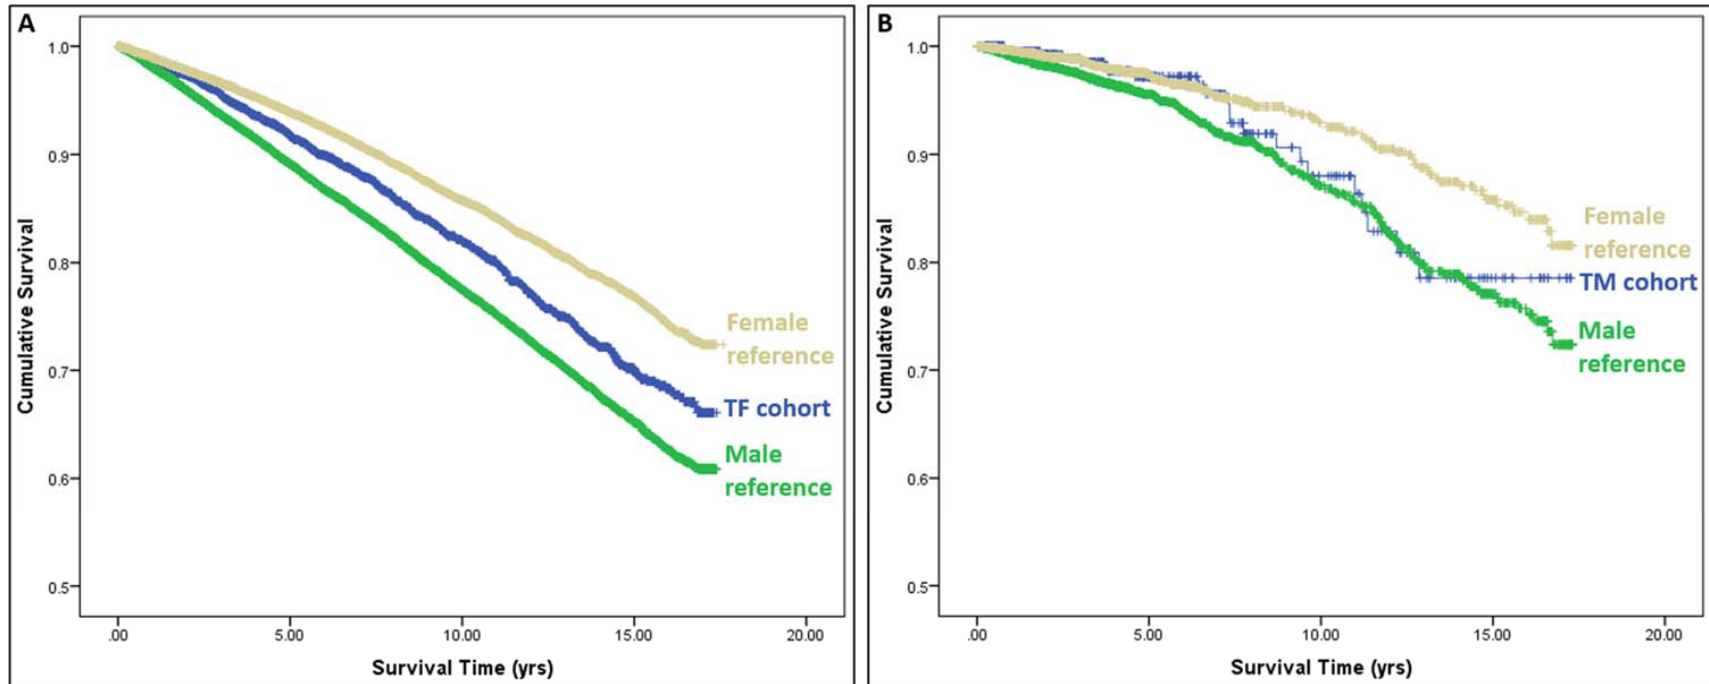 A
1.0
0.9
0.8
0.7
0.6
0.5
Cumulative Survival
Female
reference
TF cohort
Male
reference
.00
5.00
10.00
15.00
20.00
Survival Time (yrs)
B
1.0
0.9
0.8
0.7
0.6
0.5
Cumulative Survival
Female
reference
TM cohort
Male
reference
.00
5.00
10.00
15.00
20.00
Survival Time (yrs)